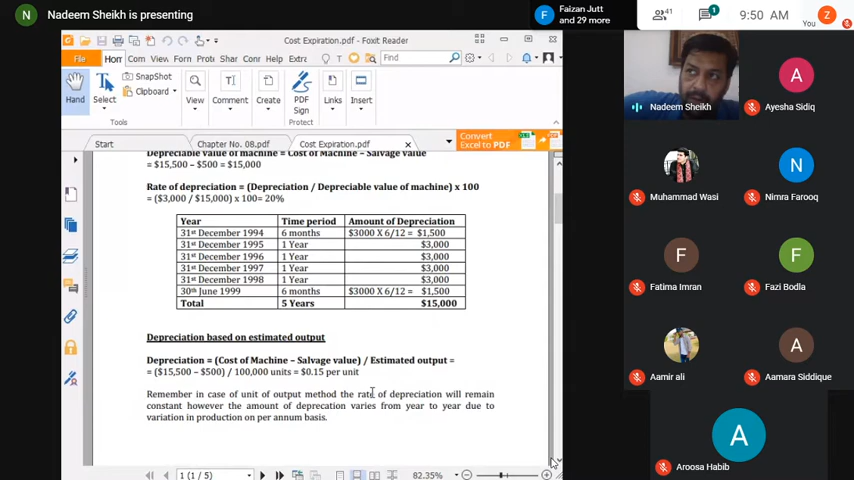 N Nadeem Sheikh is presenting
F Faizan Jutt and 29 more
41
1
9:50 AM
Z
You
Cost Expiration.pdf - Foxit Reader
File Hom Com View For Prot Shar Conr Help Extra T Find
Hand
Select
SnapShot
Clipboard
View
Comment
Create
PDF Sign
Links
Insert
Tools
Protect
Start
Chapter No. 08.pdf
Cost Expiration.pdf
Convert Excel to PDF
Depreciable value of machine = Cost of Machine – Salvage value
= $15,500 – $500 = $15,000
Rate of depreciation = (Depreciation / Depreciable value of machine) x 100
= ($3,000 / $15,000) x 100= 20%
Year Time period Amount of Depreciation
31st December 1994 6 months $3000 X 6/12 = $1,500
31st December 1995 1 Year $3,000
31st December 1996 1 Year $3,000
31st December 1997 1 Year $3,000
31st December 1998 1 Year $3,000
30th June 1999 6 months $3000 X 6/12 = $1,500
Total 5 Years $15,000
Depreciation based on estimated output
Depreciation = (Cost of Machine – Salvage value) / Estimated output =
= ($15,500 – $500) / 100,000 units = $0.15 per unit
Remember in case of unit of output method the rate of depreciation will remain
constant however the amount of deprecation varies from year to year due to
variation in production on per annum basis.
1 (1 / 5)
82.35%
Nadeem Sheikh
A
Ayesha Sidiq
Muhammad Wasi
N
Nimra Farooq
F
Fatima Imran
F
Fazi Bodla
Aamir ali
A
Aamara Siddique
A
Aroosa Habib